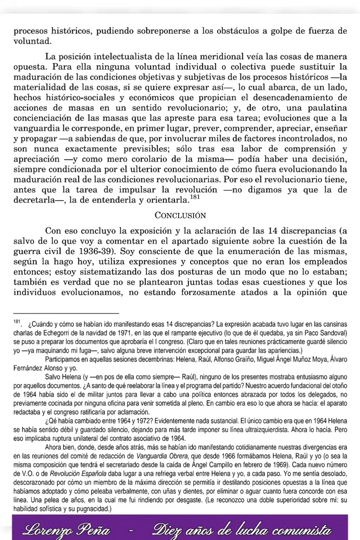 procesos históricos, pudiendo sobreponerse a los obstáculos a golpe de fuerza de
voluntad.
La posición intelectualista de la línea meridional veía las cosas de manera
opuesta. Para ella ninguna voluntad individual o colectiva puede sustituir la
maduración de las condiciones objetivas y subjetivas de los procesos históricos —la
materialidad de las cosas, si se quiere expresar así—, lo cual abarca, de un lado,
hechos histórico-sociales y económicos que propician el desencadenamiento de
acciones de masas en un sentido revolucionario; y, de otro, una paulatina
concienciación de las masas que las apreste para esa tarea; evoluciones que a la
vanguardia le corresponde, en primer lugar, prever, comprender, apreciar, enseñar
y propagar —a sabiendas de que, por involucrar miles de factores incontrolados, no
son nunca exactamente previsibles; sólo tras esa labor de comprensión y
apreciación —y como mero corolario de la misma— podía haber una decisión,
siempre condicionada por el ulterior conocimiento de cómo fuera evolucionando la
maduración real de las condiciones revolucionarias. Por eso el revolucionario tiene,
antes que la tarea de impulsar la revolución —no digamos ya que la de
decretarla—, la de entenderla y orientarla.181
CONCLUSIÓN
Con eso concluyo la exposición y la aclaración de las 14 discrepancias (a
salvo de lo que voy a comentar en el apartado siguiente sobre la cuestión de la
guerra civil de 1936-39). Soy consciente de que la enumeración de las mismas,
según la hago hoy, utiliza expresiones y conceptos que no eran los empleados
entonces; estoy sistematizando las dos posturas de un modo que no lo estaban;
también es verdad que no se plantearon juntas todas esas cuestiones y que los
individuos evolucionamos, no estando forzosamente atados a la opinión que
181. ¿Cuándo y cómo se habían ido manifestando esas 14 discrepancias? La expresión acabada tuvo lugar en las cansinas
charlas de Echegorri de la navidad de 1971, en las que el rampante ejecutivo (lo que de él quedaba, ya sin Paco Sandoval)
se puso a preparar los documentos que aprobaría el I congreso. (Claro que en tales reuniones prácticamente guardé silencio
yo —ya maquinando mi fuga—, salvo alguna breve intervención excepcional para guardar las apariencias.)
Participamos en aquellas sesiones decembrinas: Helena, Raúl, Alfonso Graíño, Miguel Ángel Muñoz Moya, Álvaro
Fernández Alonso y yo.
Salvo Helena (y —en pos de ella como siempre— Raúl), ninguno de los presentes mostraba entusiasmo alguno
por aquellos documentos. ¿A santo de qué reelaborar la línea y el programa del partido? Nuestro acuerdo fundacional del otoño
de 1964 había sido el de militar juntos para llevar a cabo una política entonces abrazada por todos los delegados, no
previamente cocinada por ninguna oficina para venir sometida al pleno. En cambio era eso lo que ahora se hacía: el aparato
redactaba y el congreso ratificaría por aclamación.
¿Qué había cambiado entre 1964 y 1972? Evidentemente nada sustancial. El único cambio era que en 1964 Helena
se había sentido débil y guardado silencio, dejando para más tarde imponer su línea ultraizquierdista. Ahora lo hacía. Pero
eso implicaba ruptura unilateral del contrato asociativo de 1964.
Ahora bien, donde, desde años atrás, más se habían ido manifestando cotidianamente nuestras divergencias era
en las reuniones del comité de redacción de Vanguardia Obrera, que desde 1966 formábamos Helena, Raúl y yo (o sea la
misma composición que tendrá el secretariado desde la caída de Ángel Campillo en febrero de 1969). Cada nuevo número
de V.O. o de Revolución Española daba lugar a una reñiega verbal entre Helena y yo, a cada paso. Yo me sentía desolado,
descorazonado por cómo un miembro de la máxima dirección se permitía ir destilando posiciones opuestas a la línea que
habíamos adoptado y cómo peleaba verbalmente, con uñas y dientes, por eliminar o aguar cuanto fuera concorde con esa
línea. Una pelea de años, en la cual me fui rindiendo por desgaste. (Le reconozco una doble superioridad sobre mí: su
habilidad sofística y su pugnacidad.)
Lorenzo Peña - Diez años de lucha comunista